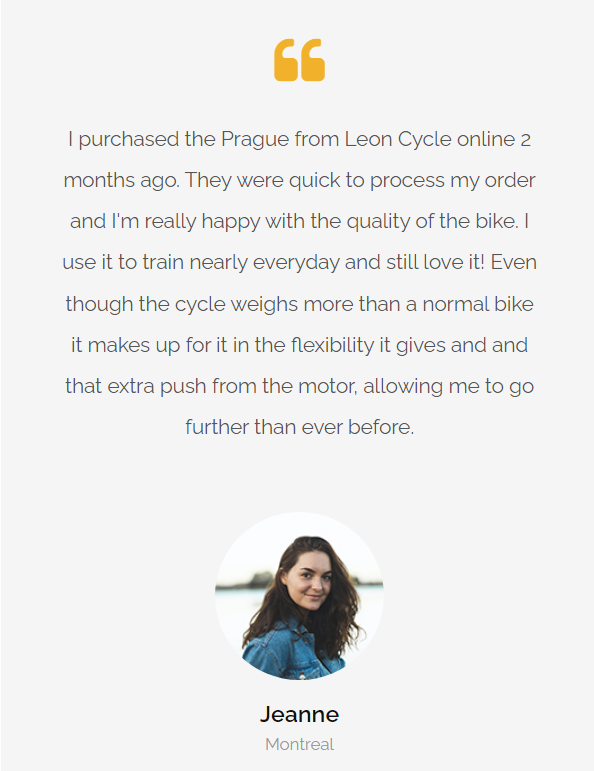 I purchased the Prague from Leon Cycle online 2
months ago. They were quick to process my order
and I'm really happy with the quality of the bike. I
use it to train nearly everyday and still love it! Even
though the cycle weighs more than a normal bike
it makes up for it in the flexibility it gives and and
that extra push from the motor, allowing me to go
further than ever before.
Jeanne
Montreal